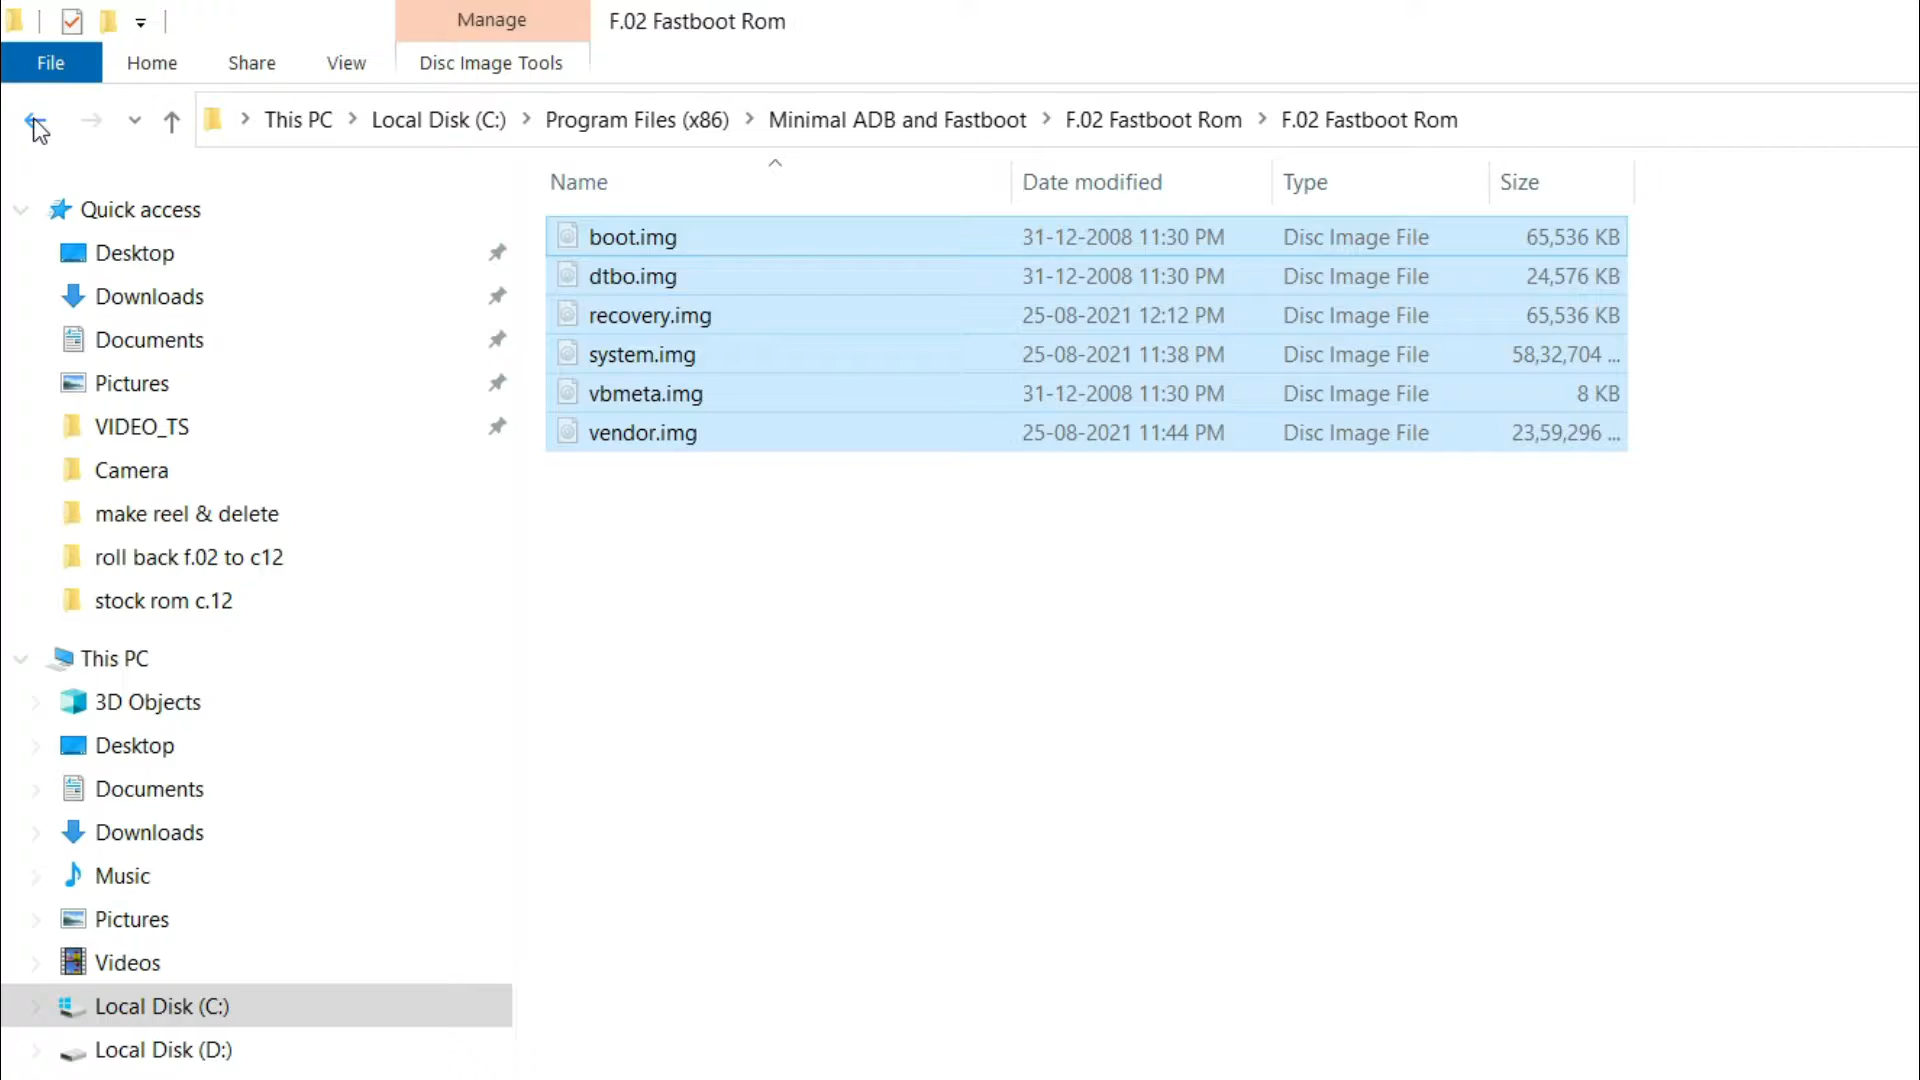 Manage
F.02 Fastboot Rom
File
Home
Share
View
Disc Image Tools
This PC
Local Disk (C:)
Program Files (x86)
Minimal ADB and Fastboot
F.02 Fastboot Rom
F.02 Fastboot Rom
Name
Date modified
Type
Size
boot.img 31-12-2008 11:30 PM Disc Image File 65,536 KB
dtbo.img 31-12-2008 11:30 PM Disc Image File 24,576 KB
recovery.img 25-08-2021 12:12 PM Disc Image File 65,536 KB
system.img 25-08-2021 11:38 PM Disc Image File 58,32,704 ...
vbmeta.img 31-12-2008 11:30 PM Disc Image File 8 KB
vendor.img 25-08-2021 11:44 PM Disc Image File 23,59,296 ...
Quick access
Desktop
Downloads
Documents
Pictures
VIDEO_TS
Camera
make reel & delete
roll back f.02 to c12
stock rom c.12
This PC
3D Objects
Desktop
Documents
Downloads
Music
Pictures
Videos
Local Disk (C:)
Local Disk (D:)